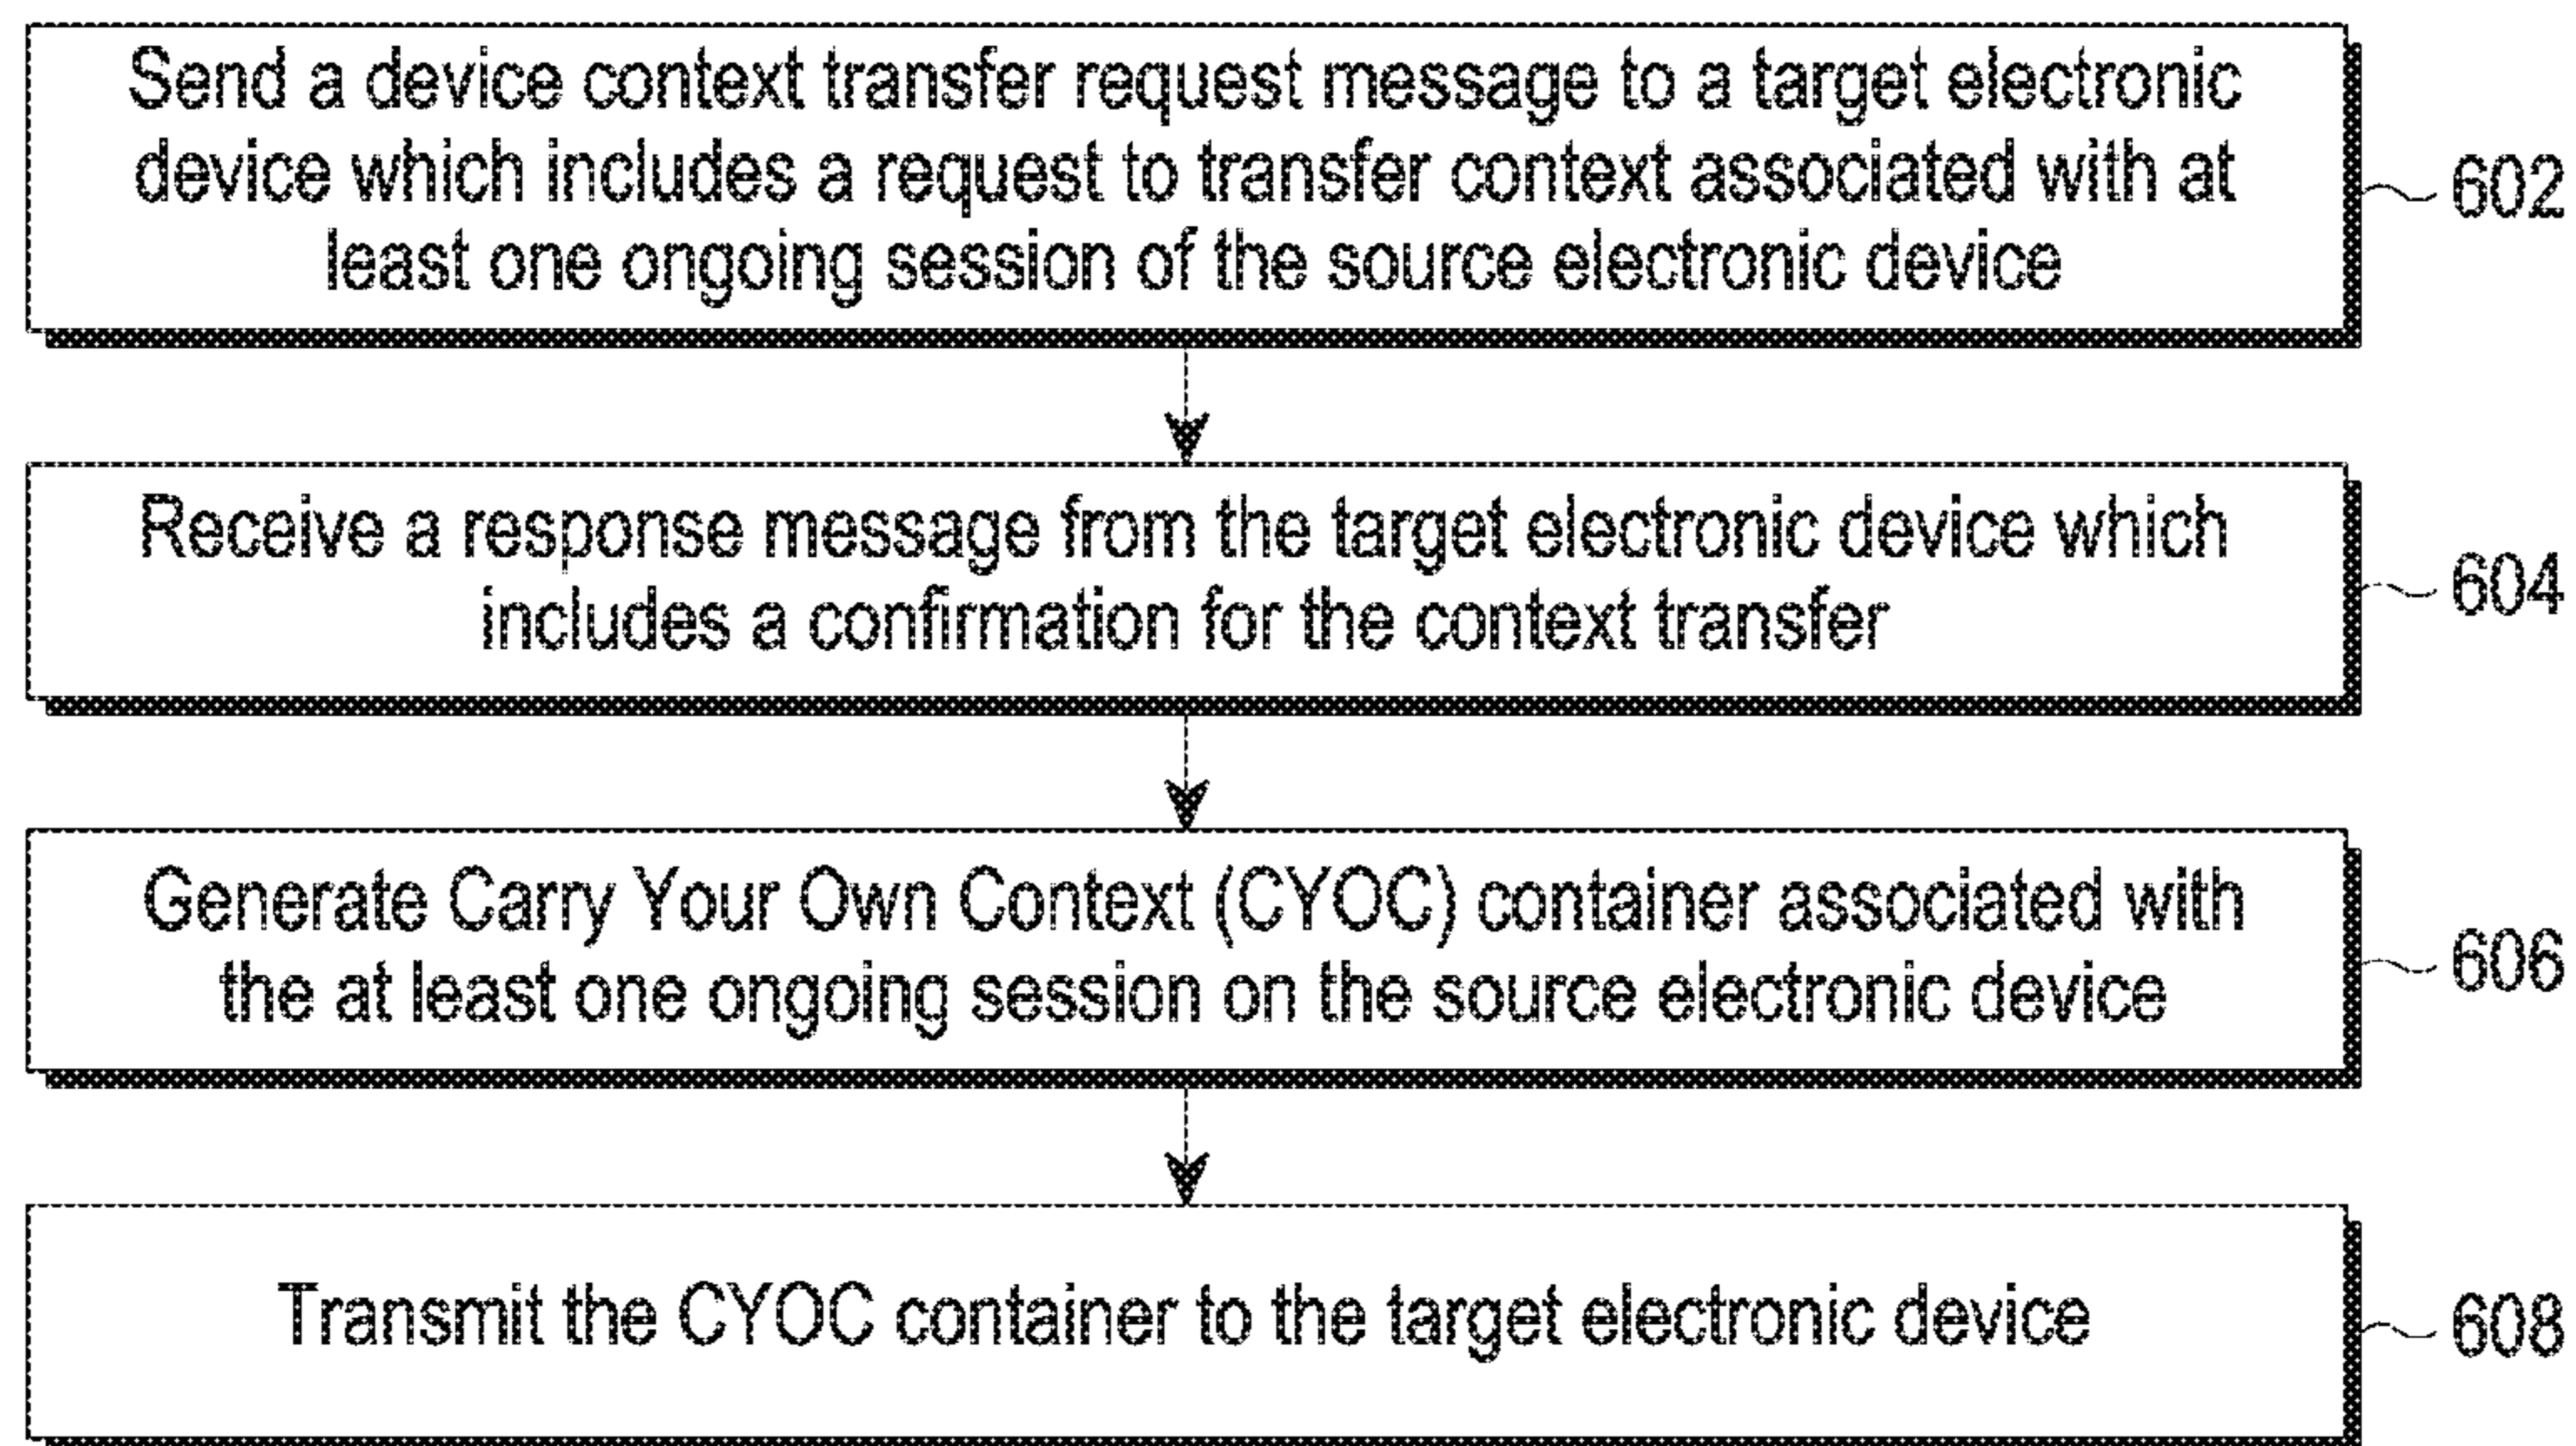 Send a device context transfer request message to a target electronic
device which includes a request to transfer context associated with at
least one ongoing session of the source electronic device
602
Receive a response message from the target electronic device which
includes a confirmation for the context transfer
604
Generate Carry Your Own Context (CYOC) container associated with
the at least one ongoing session on the source electronic device
606
Transmit the CYOC container to the target electronic device
608